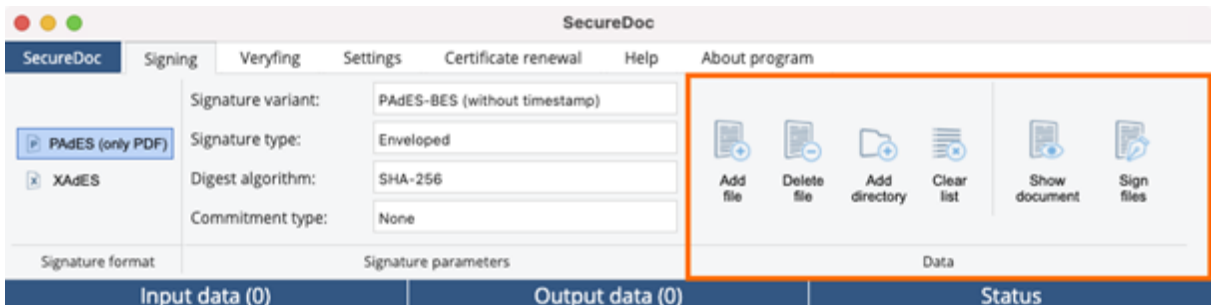 SecureDoc
SecureDoc Signing Veryfing Settings Certificate renewal Help About program
Signature variant: PAdES-BES (without timestamp)
PAdES (only PDF) Signature type: Enveloped
XAdES Digest algorithm: SHA-256
Commitment type: None
Add file
Delete file
Add directory
Clear list
Show document
Sign files
Signature format Signature parameters Data
Input data (0) Output data (0) Status